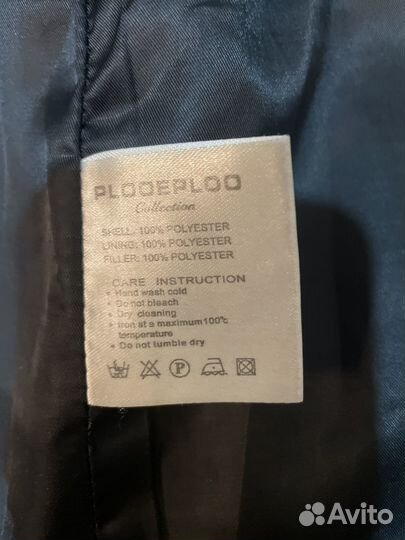 PLOOEPLOO
Collection
SHELL: 100% POLYESTER
LINING: 100% POLYESTER
FILLER: 100% POLYESTER
CARE INSTRUCTION
• Hand wash cold
• Do not bleach
• Dry cleaning
• Iron at a maximum100℃
temperature
• Do not tumble dry
P
Avito